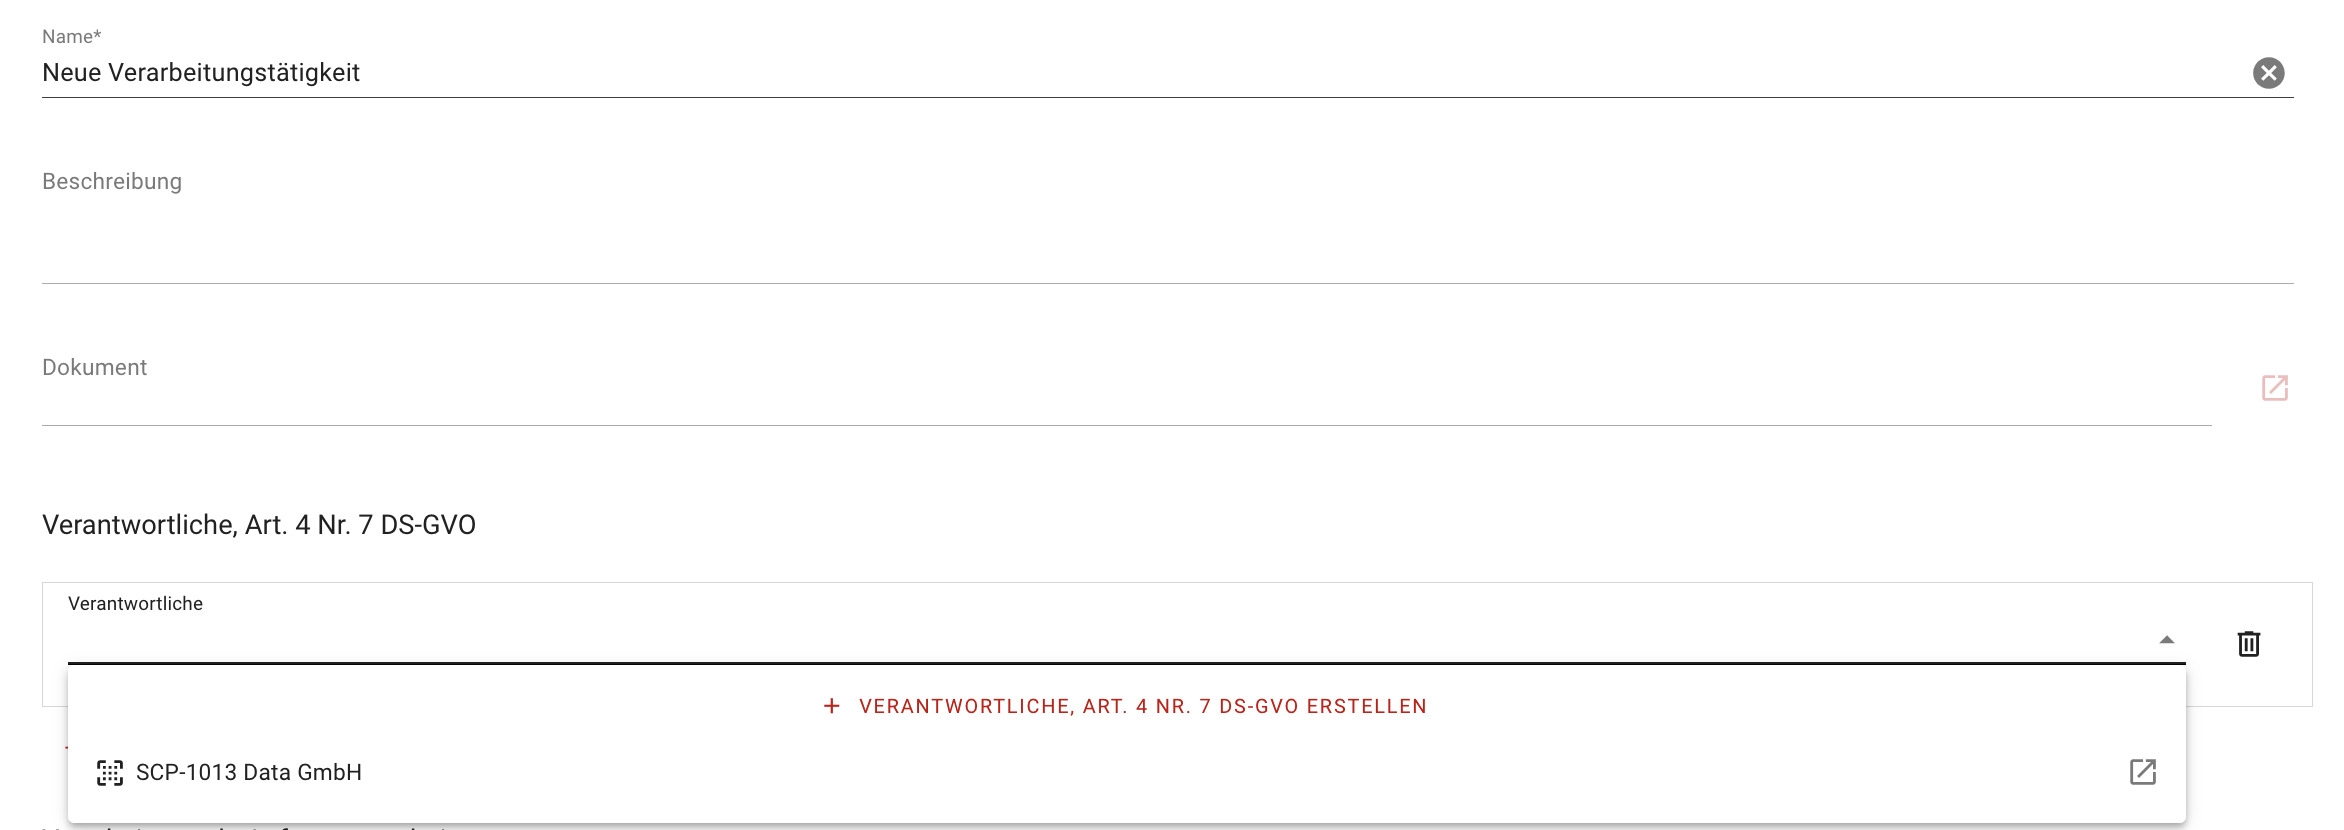 Name*
Neue Verarbeitungstätigkeit
Beschreibung
Dokument
Verantwortliche, Art. 4 Nr. 7 DS-GVO
Verantwortliche
+ VERANTWORTLICHE, ART. 4 NR. 7 DS-GVO ERSTELLEN
SCP-1013 Data GmbH